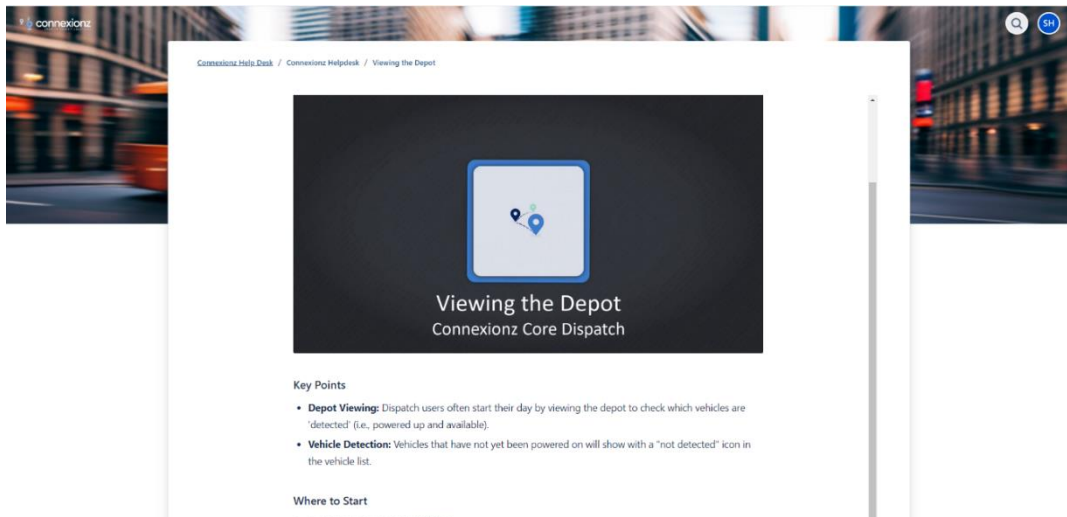 connexionz
SH
Connexionz Help Desk / Connexionz Helpdesk / Viewing the Depot
Viewing the Depot
Connexionz Core Dispatch
Key Points
• Depot Viewing: Dispatch users often start their day by viewing the depot to check which vehicles are
'detected' (i.e., powered up and available).
• Vehicle Detection: Vehicles that have not yet been powered on will show with a "not detected" icon in
the vehicle list.
Where to Start